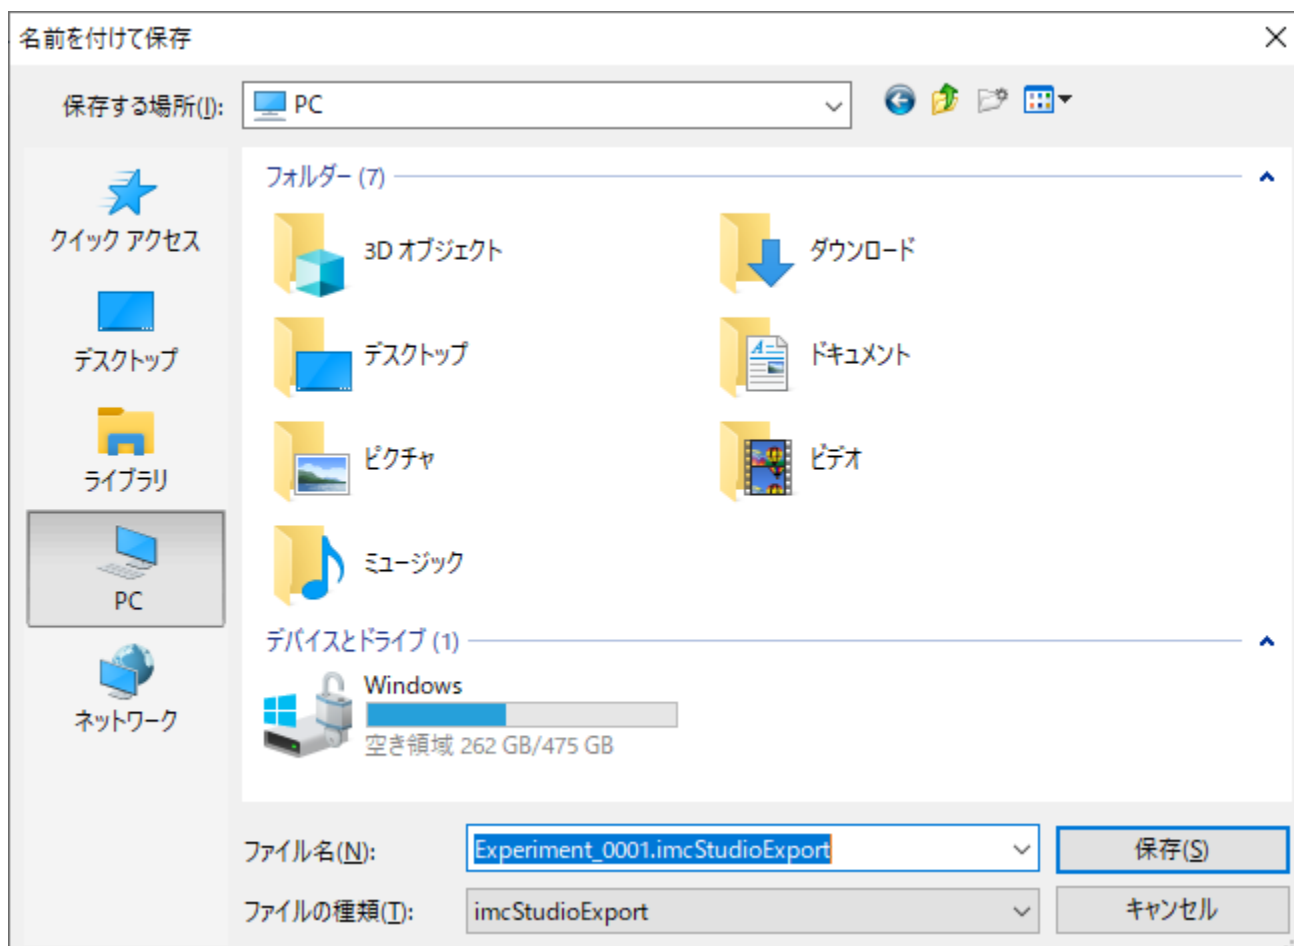 名前を付けて保存
保存する場所(I):
PC
クイック アクセス
デスクトップ
ライブラリ
PC
ネットワーク
フォルダー (7)
3D オブジェクト
ダウンロード
デスクトップ
ドキュメント
ピクチャ
ビデオ
ミュージック
デバイスとドライブ (1)
Windows
空き領域 262 GB/475 GB
ファイル名(N):
Experiment_0001.imcStudioExport
保存(S)
ファイルの種類(T):
imcStudioExport
キャンセル